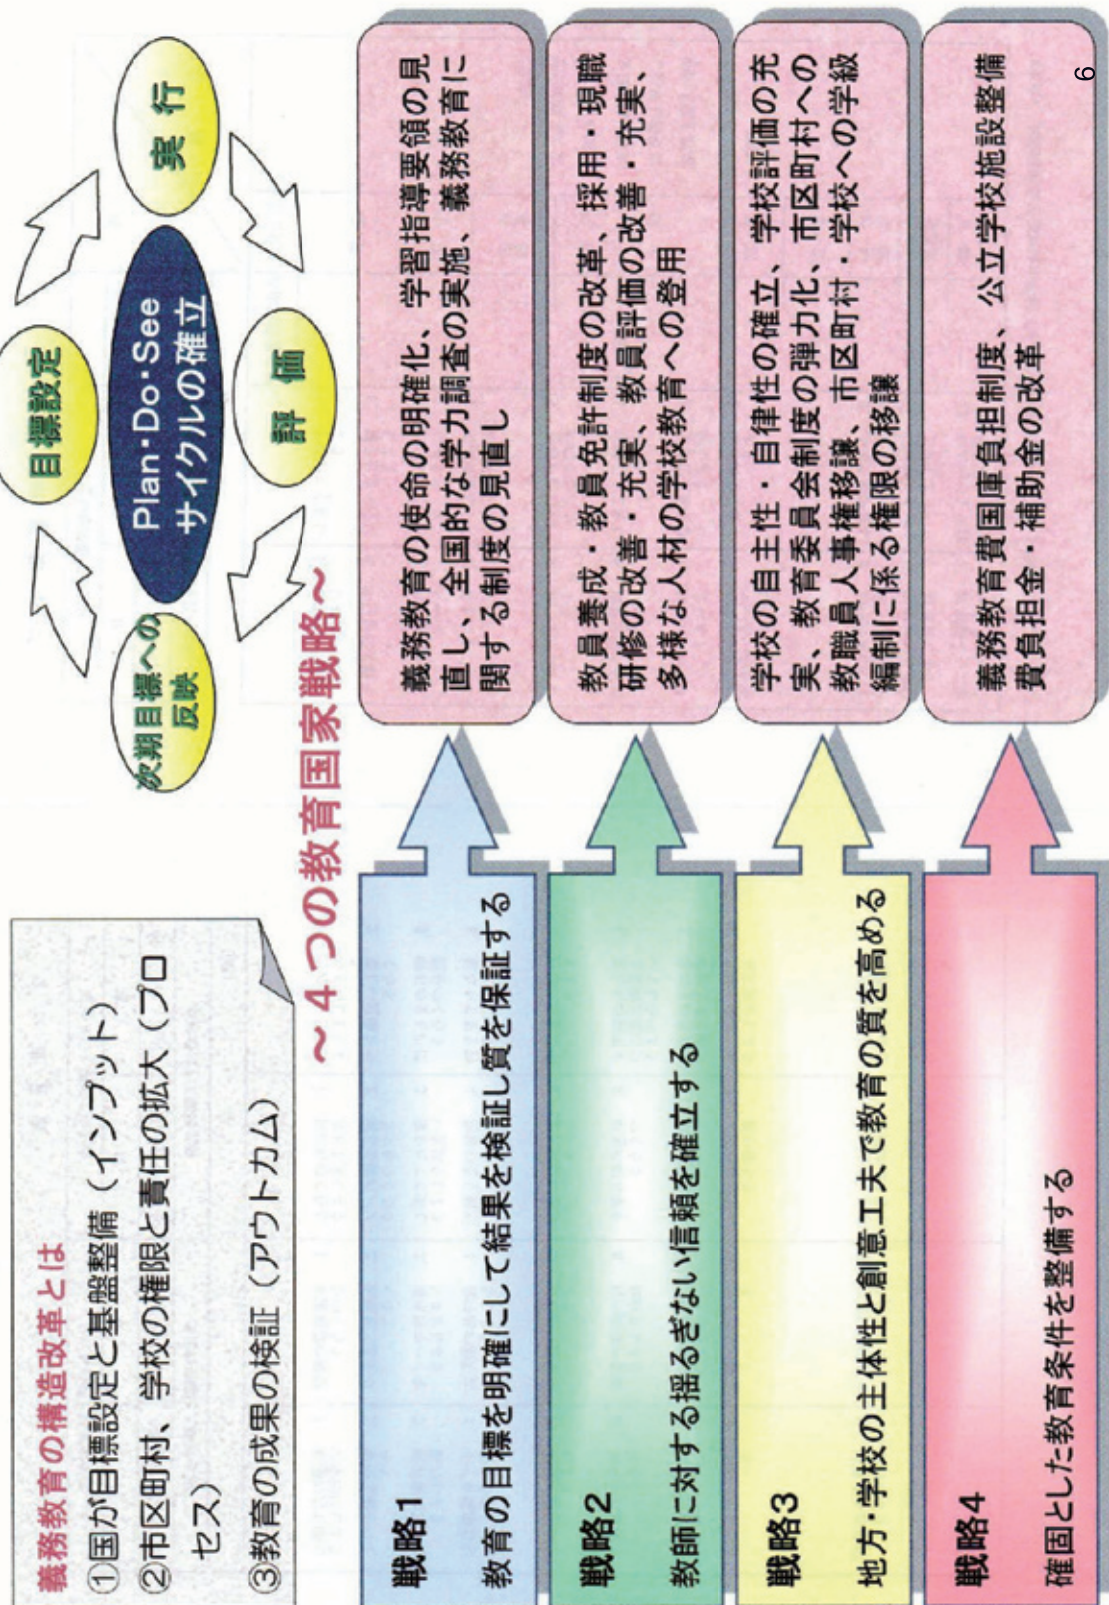 義務教育の構造改革とは
①国が目標設定と基盤整備（インプット）
②市区町村、学校の権限と責任の拡大（プロ
セス）
③教育の成果の検証（アウトカム）
目標設定
実行
Plan・Do・See
サイクルの確立
次期目標への
反映
評価
～４つの教育国家戦略～
戦略1
教育の目標を明確にして結果を検証し質を保証する
義務教育の使命の明確化、学習指導要領の見
直し、全国的な学力調査の実施、義務教育に
関する制度の見直し
戦略2
教師に対する揺るぎない信頼を確立する
教員養成・教員免許制度の改革、採用・現職
研修の改善・充実、教員評価の改善・充実、
多様な人材の学校教育への登用
戦略3
地方・学校の主体性と創意工夫で教育の質を高める
学校の自主性・自律性の確立、学校評価の充
実、教育委員会制度の弾力化、市区町村への
教職員人事権移譲、市区町村・学校への学級
編制に係る権限の移譲
戦略4
確固とした教育条件を整備する
義務教育費国庫負担制度、公立学校施設整備
費負担金・補助金の改革
6